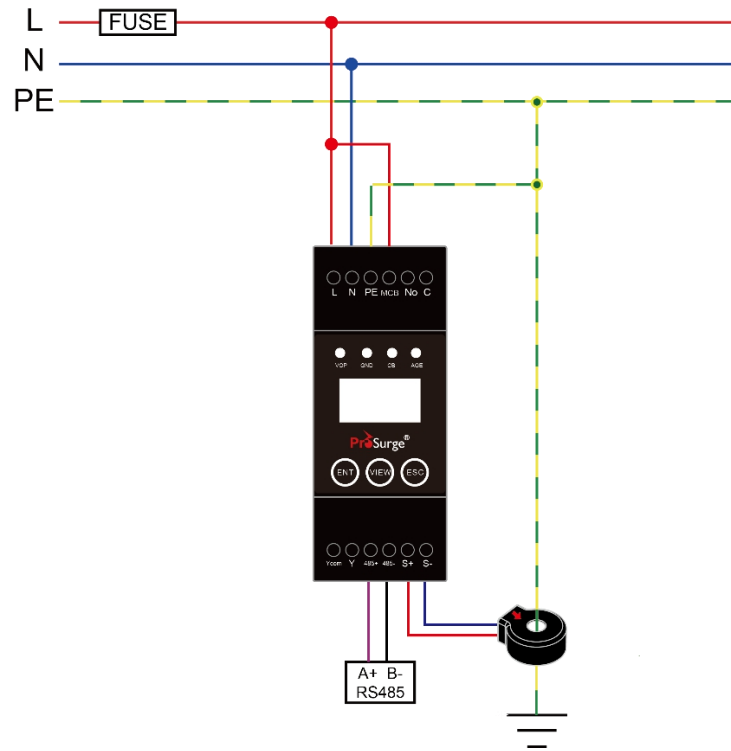 L FUSE
N
PE
L N PE MCB No C
VOP GND CB AGE
ProSurge®
ENT VIEW ESC
Ycom Y 485+ 485- S+ S-
A+ B-
RS485